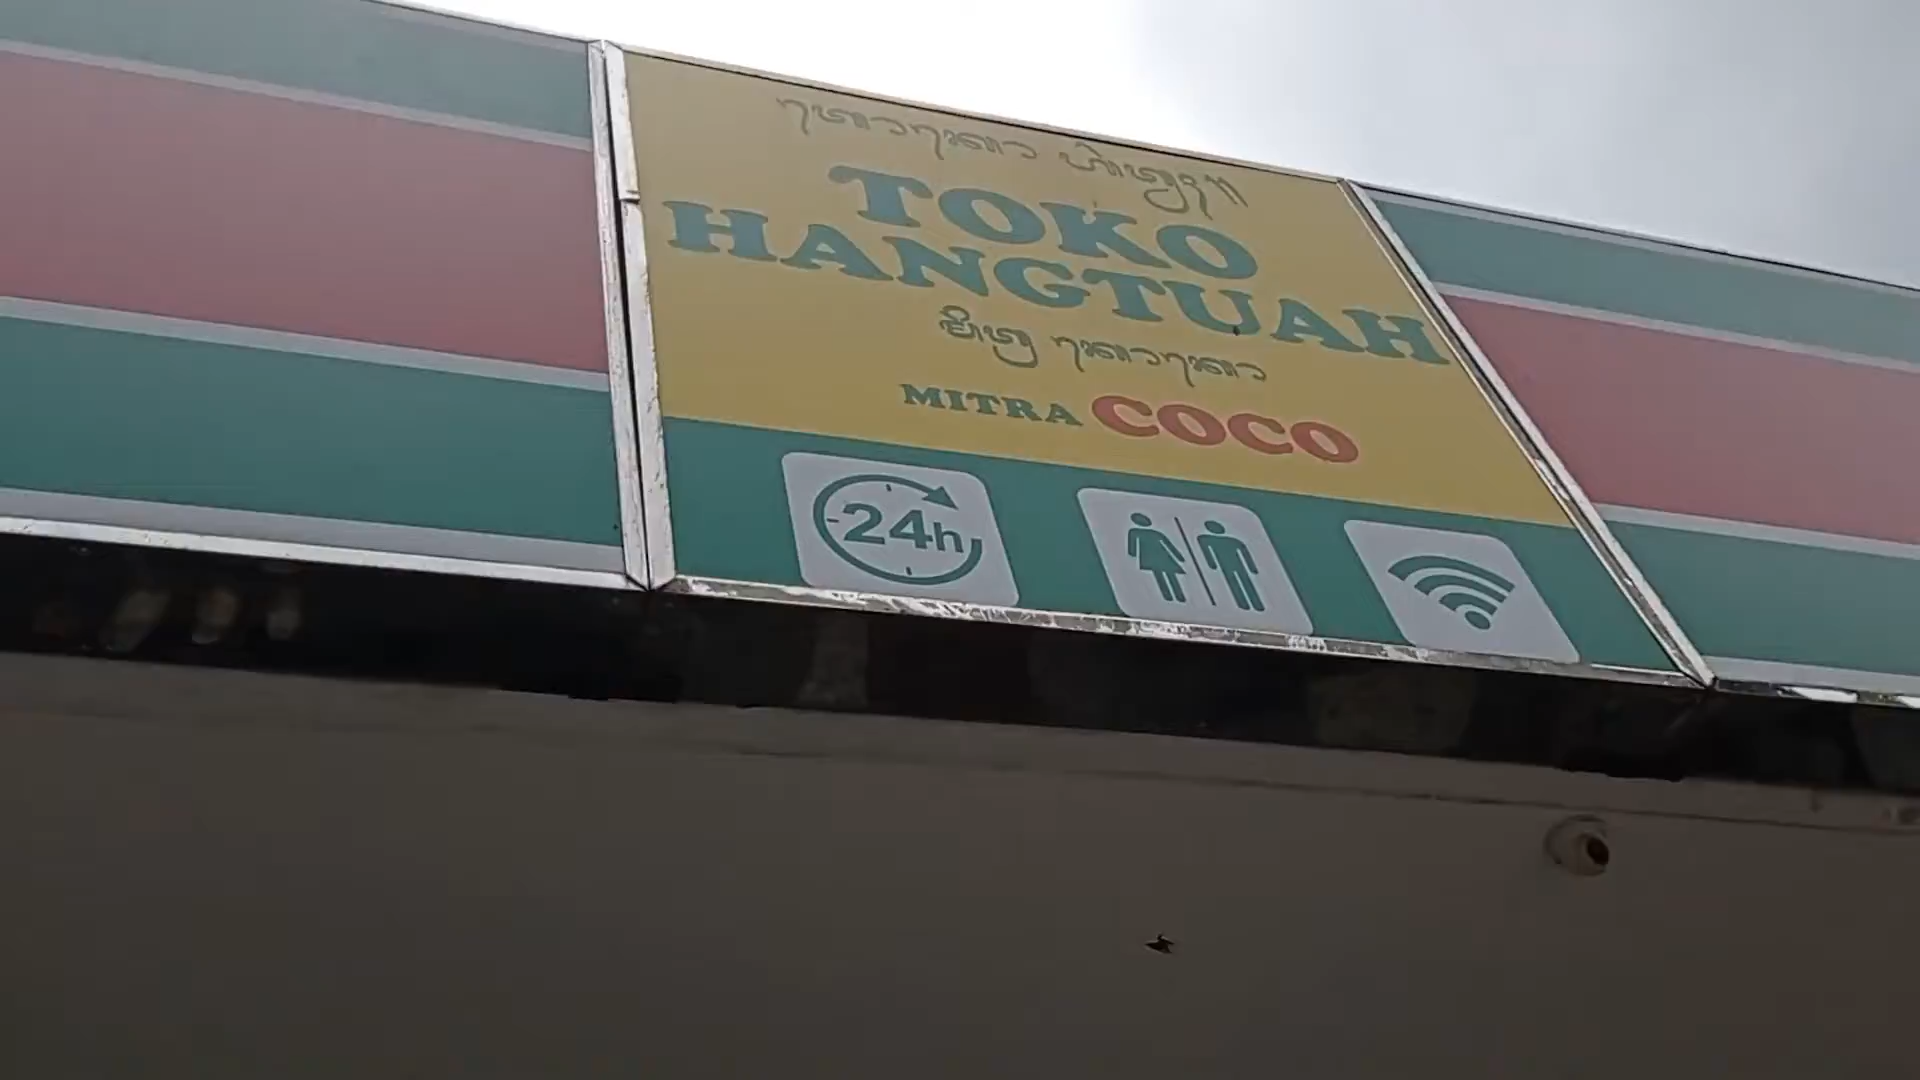 ᬢᭀᬓᭀ
TOKO
HANGTUAH
ᬫᬶᬢ᭄ᬭ ᬓᭀᬓᭀ
MITRA COCO
24h